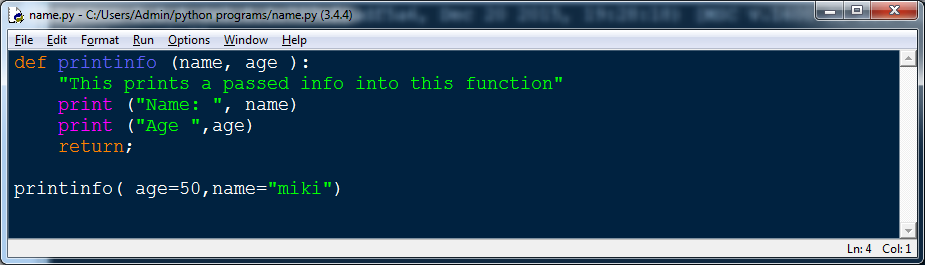 name.py - C:/Users/Admin/python programs/name.py (3.4.4)
File Edit Format Run Options Window Help
def printinfo (name, age ):
    "This prints a passed info into this function"
    print ("Name: ", name)
    print ("Age ",age)
    return;
printinfo( age=50,name="miki")
Ln: 4 Col: 1